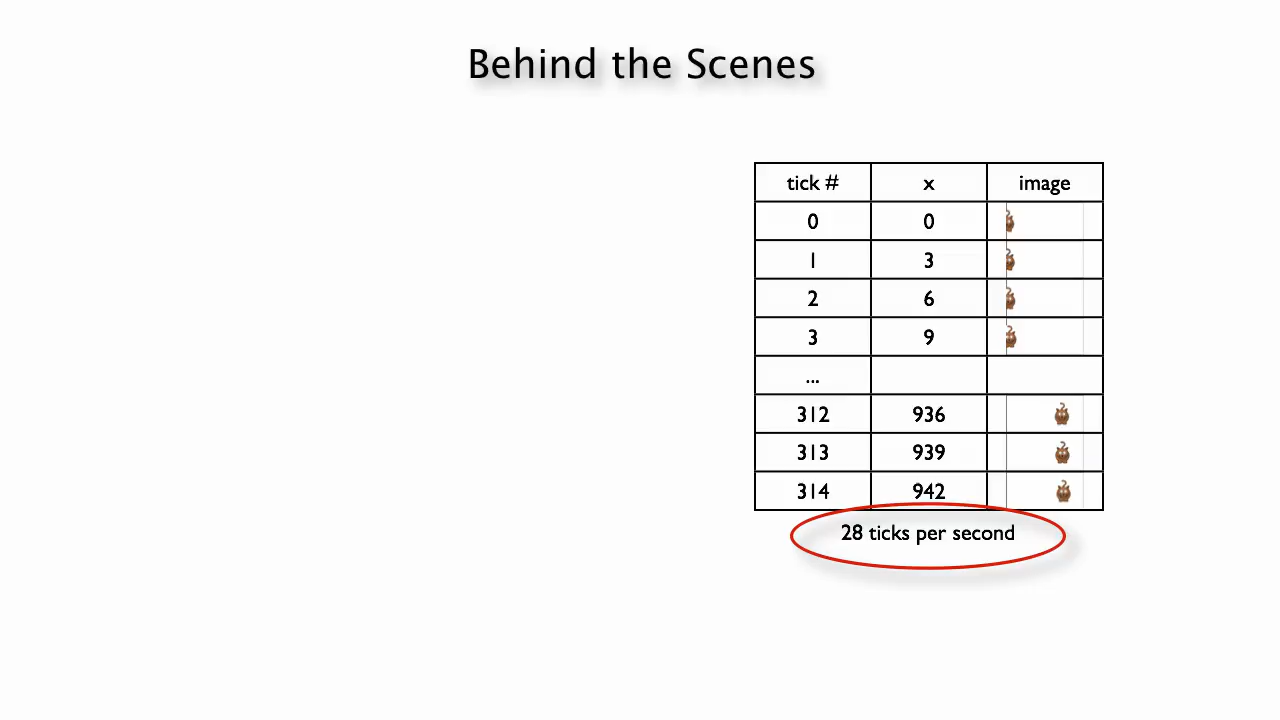 Behind the Scenes
tick # x image
0 0
1 3
2 6
3 9
...
312 936
313 939
314 942
28 ticks per second